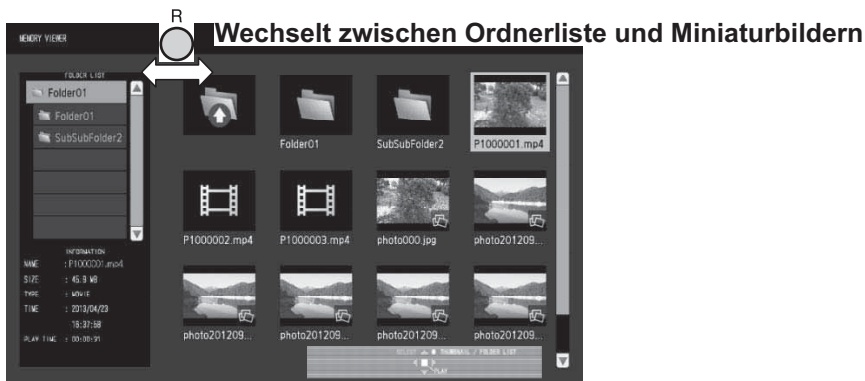 R
Wechselt zwischen Ordnerliste und Miniaturbildern
MEMORY VIEWER
FOLDER LIST
Folder01
Folder01
SubSubFolder2
Folder01
SubSubFolder2
P1000001.mp4
P1000002.mp4
P1000003.mp4
photo000.jpg
photo201209...
photo201209...
photo201209...
photo201209...
photo201209...
INFORMATION
NAME : P1000001.mp4
SIZE : 45.9 MB
TYPE : MOVIE
TIME : 2013/04/23
15:37:58
PLAY TIME : 00:00:31
SELECT R THUMBNAIL / FOLDER LIST
PLAY